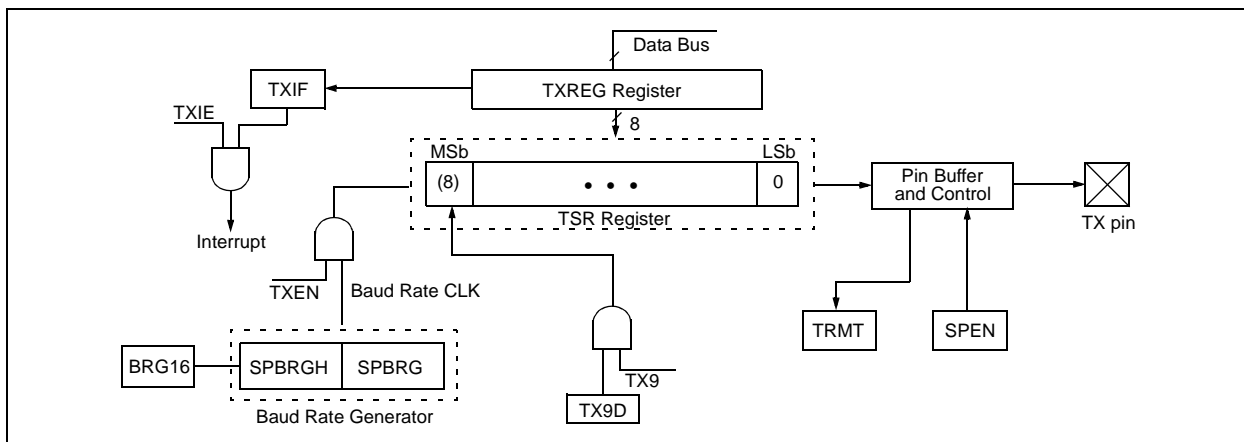 Data Bus
TXIF
TXREG Register
TXIE
8
MSb
LSb
(8)
• • •
0
Pin Buffer
and Control
TSR Register
TX pin
Interrupt
TXEN
Baud Rate CLK
TRMT
SPEN
BRG16
SPBRGH
SPBRG
TX9
TX9D
Baud Rate Generator